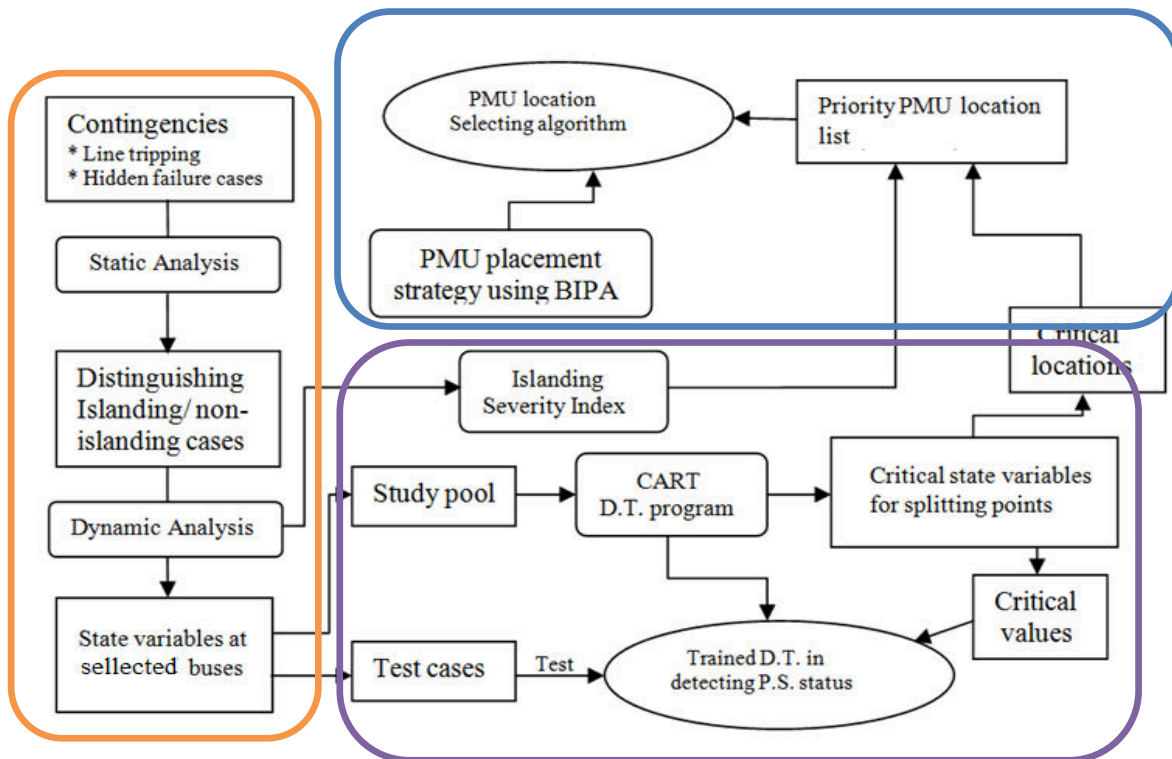 Contingencies
* Line tripping
* Hidden failure cases
Static Analysis
Distinguishing
Islanding/ non-
islanding cases
Dynamic Analysis
State variables at
sellected buses
PMU location
Selecting algorithm
Priority PMU location
list
PMU placement
strategy using BIPA
Critical
locations
Islanding
Severity Index
Study pool
CART
D.T. program
Critical state variables
for splitting points
Critical
values
Test cases
Test
Trained D.T. in
detecting P.S. status